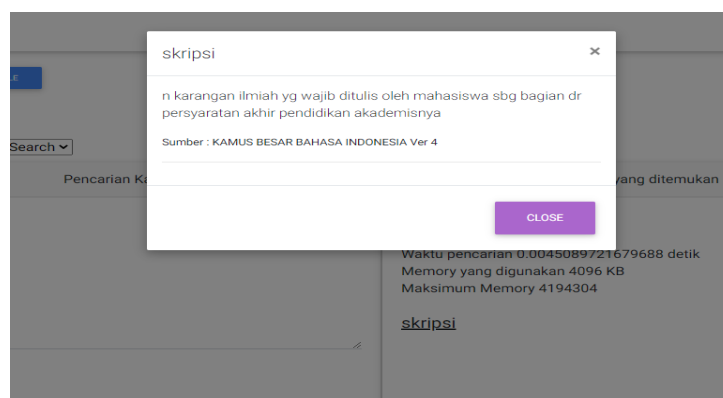 skripsi ×
n karangan ilmiah yg wajib ditulis oleh mahasiswa sbg bagian dr
persyaratan akhir pendidikan akademisnya
Sumber : KAMUS BESAR BAHASA INDONESIA Ver 4
CLOSE
Search
Pencarian
yang ditemukan
Waktu pencarian 0.0045089721679688 detik
Memory yang digunakan 4096 KB
Maksimum Memory 4194304
skripsi